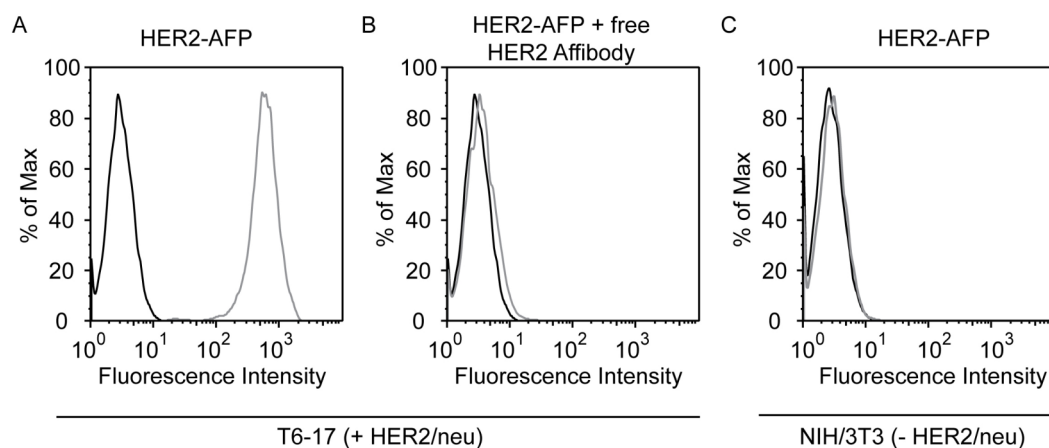 A
HER2-AFP
% of Max
100
80
60
40
20
0
10^0 10^1 10^2 10^3
Fluorescence Intensity
B
HER2-AFP + free
HER2 Affibody
% of Max
100
80
60
40
20
0
10^0 10^1 10^2 10^3
Fluorescence Intensity
C
HER2-AFP
% of Max
100
80
60
40
20
0
10^0 10^1 10^2 10^3
Fluorescence Intensity
T6-17 (+ HER2/neu)
NIH/3T3 (- HER2/neu)